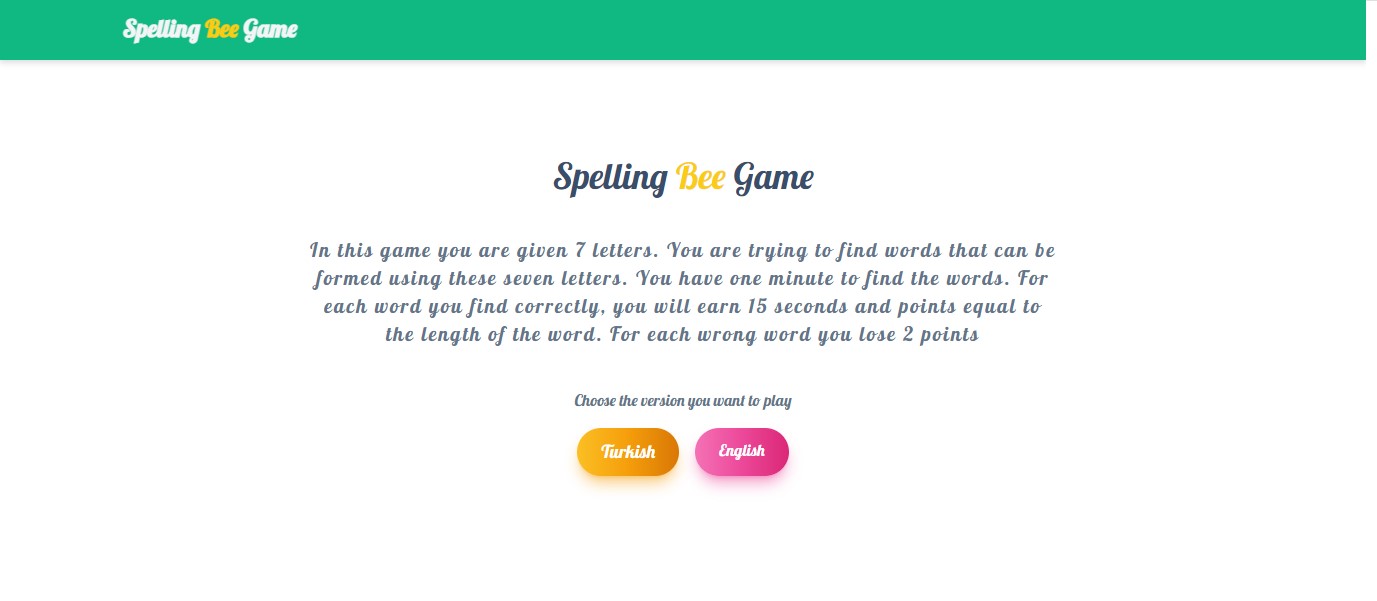 Spelling Bee Game
Spelling Bee Game
In this game you are given 7 letters. You are trying to find words that can be
formed using these seven letters. You have one minute to find the words. For
each word you find correctly, you will earn 15 seconds and points equal to
the length of the word. For each wrong word you lose 2 points
Choose the version you want to play
Turkish
English